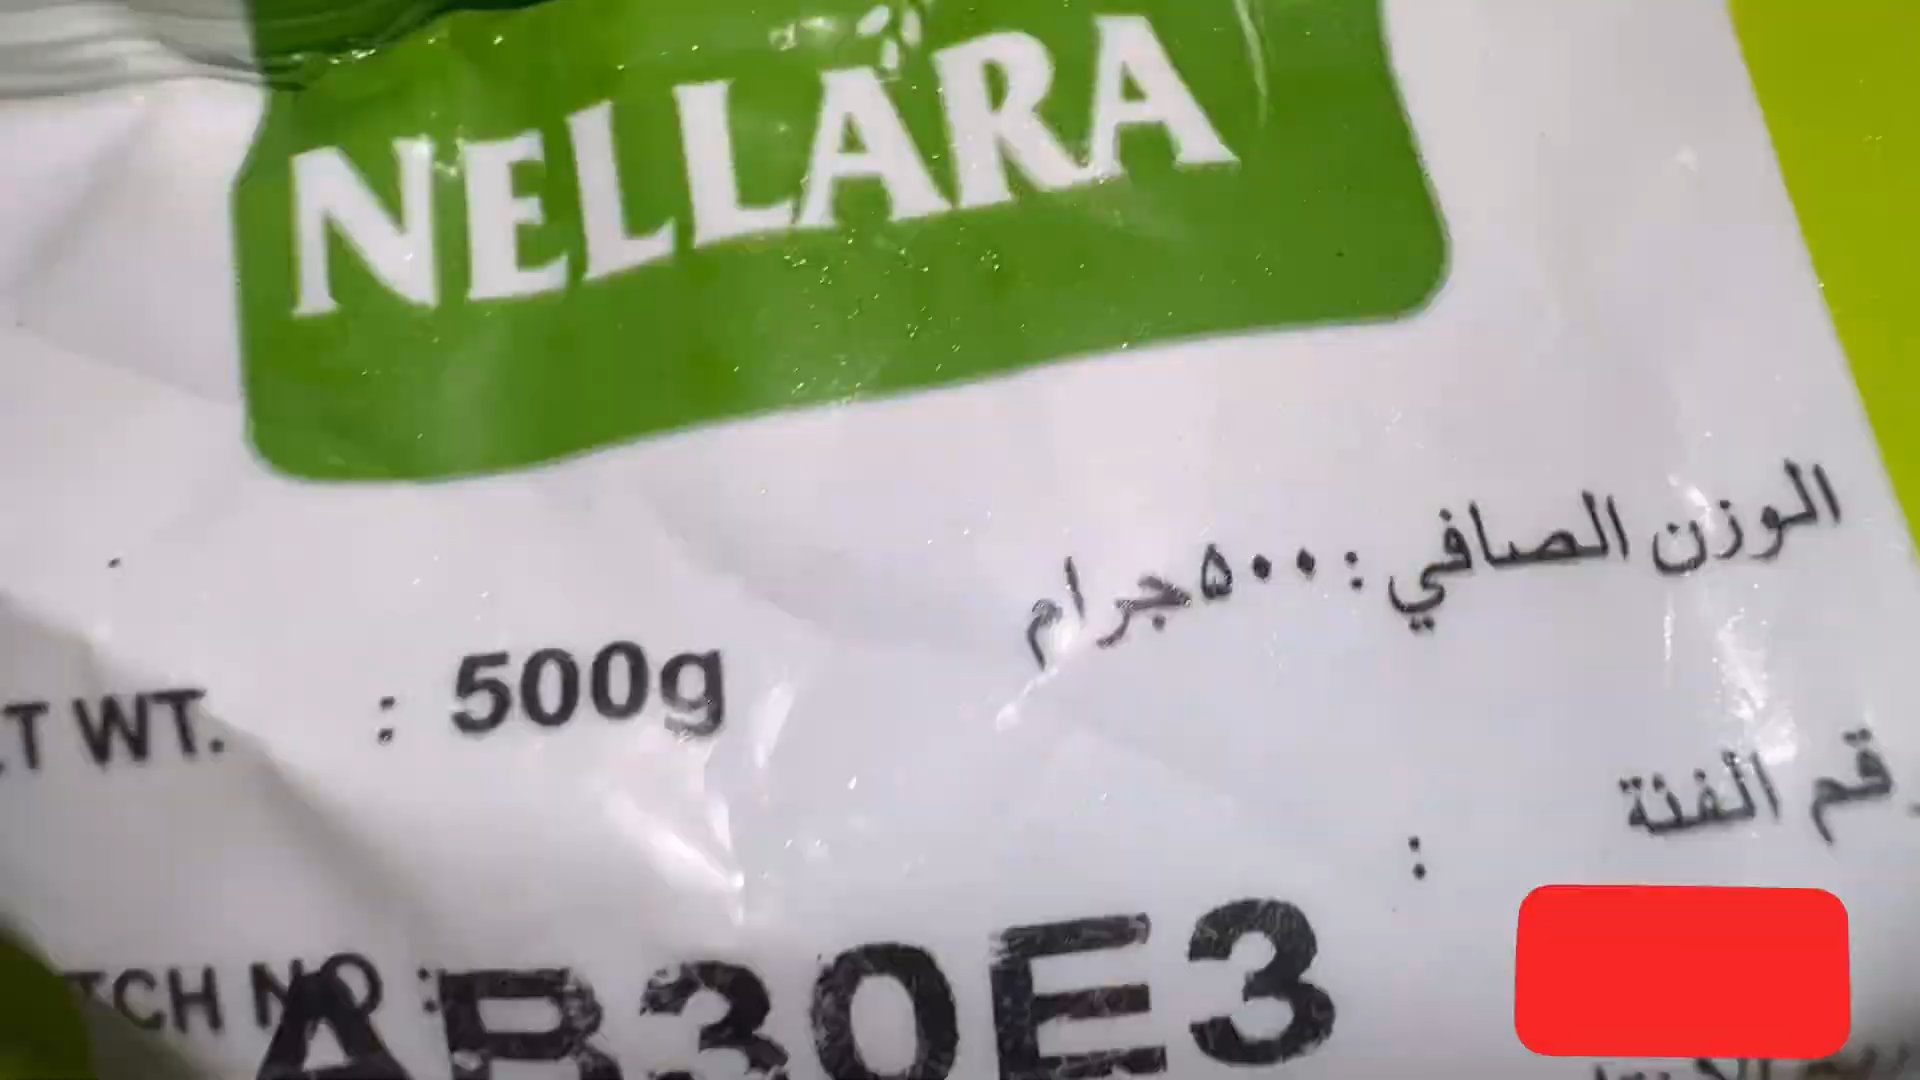 NELLARA
الوزن الصافي : ٥٠٠جرام
T WT. : 500g
قم الفئة :
TCH NO : AB30E3